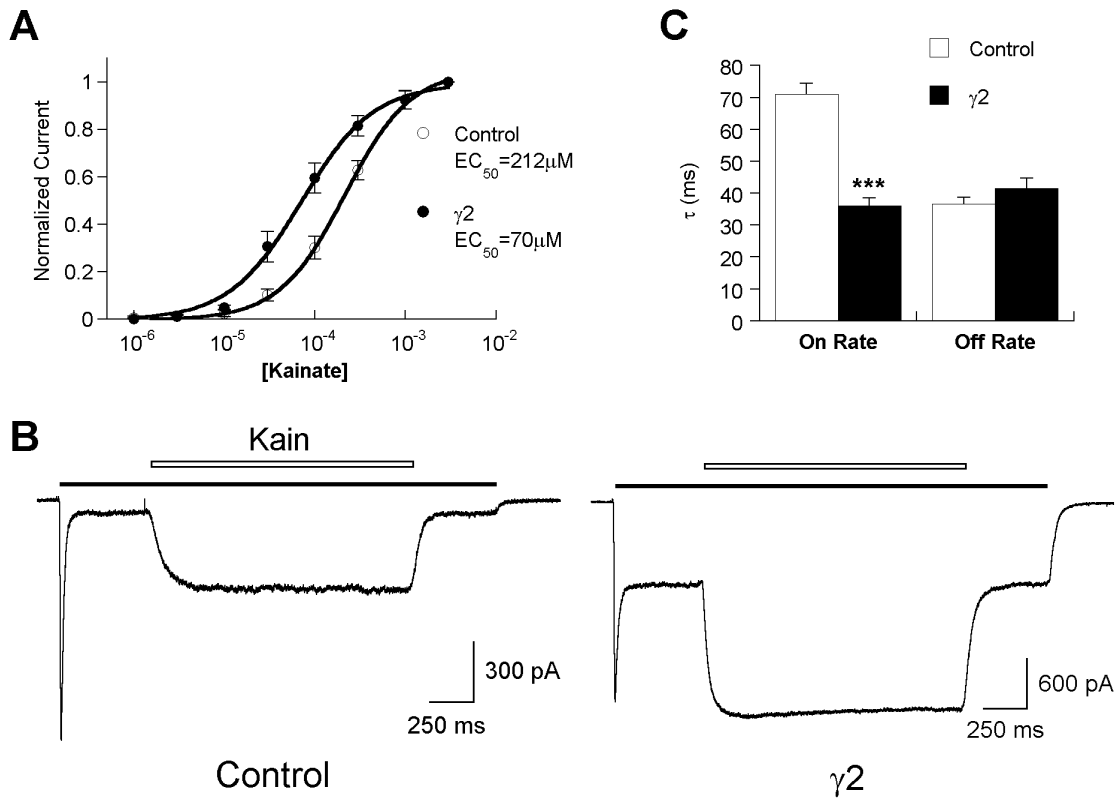 A
Normalized Current
1
0.8
0.6
0.4
0.2
0
10-6
10-5
10-4
10-3
10-2
[Kainate]
Control
EC50=212μM
γ2
EC50=70μM
C
Control
γ2
τ (ms)
80
70
60
50
40
30
20
10
0
***
On Rate
Off Rate
B
Kain
300 pA
250 ms
Control
600 pA
250 ms
γ2